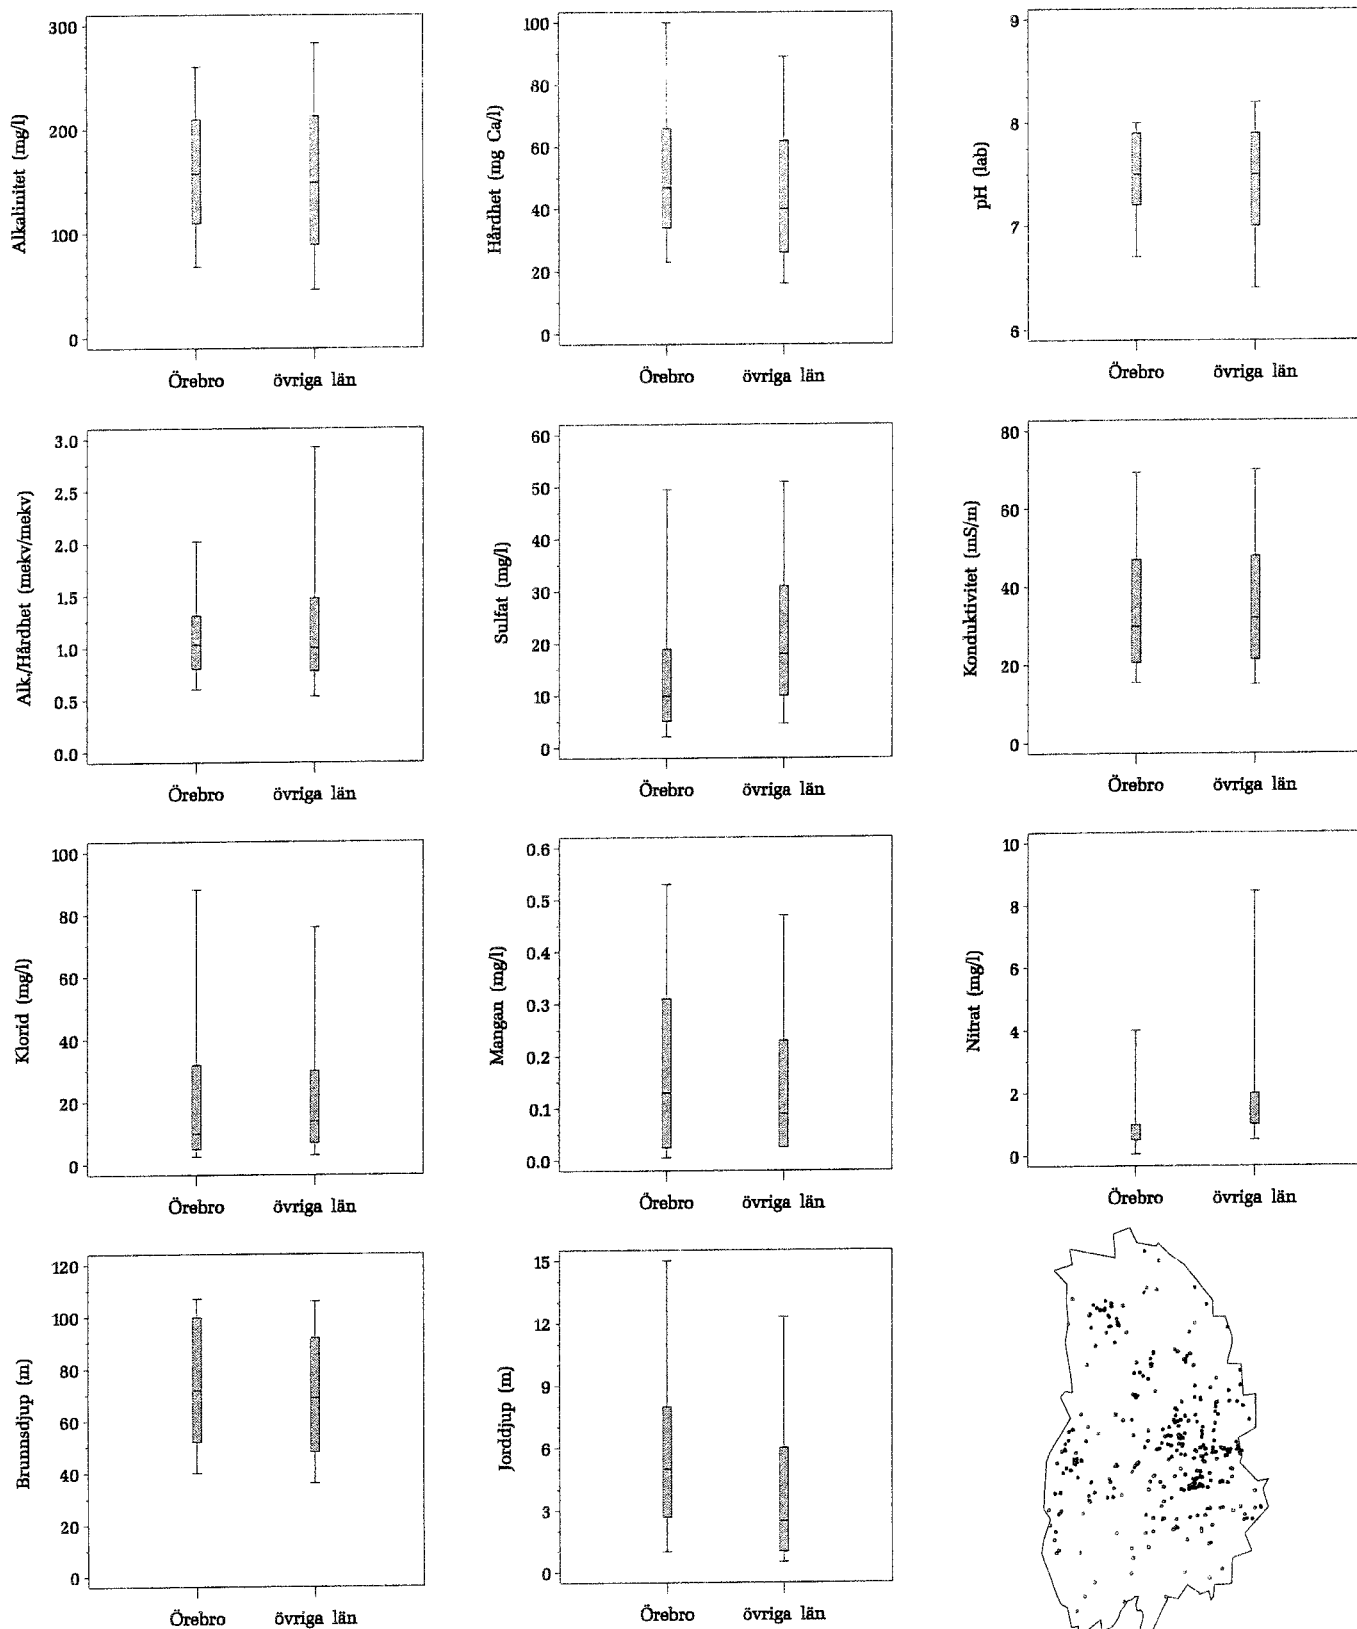 Alkalinitet (mg/l)
300
200
100
0
Örebro övriga län
Hårdhet (mg Ca/l)
100
80
60
40
20
0
Örebro övriga län
pH (lab)
9
8
7
6
Örebro övriga län
Alk./Hårdhet (mekv/mekv)
3.0
2.5
2.0
1.5
1.0
0.5
0.0
Örebro övriga län
Sulfat (mg/l)
60
50
40
30
20
10
0
Örebro övriga län
Konduktivitet (mS/m)
80
60
40
20
0
Örebro övriga län
Klorid (mg/l)
100
80
60
40
20
0
Örebro övriga län
Mangan (mg/l)
0.6
0.5
0.4
0.3
0.2
0.1
0.0
Örebro övriga län
Nitrat (mg/l)
10
8
6
4
2
0
Örebro övriga län
Brunnsdjup (m)
120
100
80
60
40
20
0
Örebro övriga län
Jorddjup (m)
15
12
9
6
3
0
Örebro övriga län